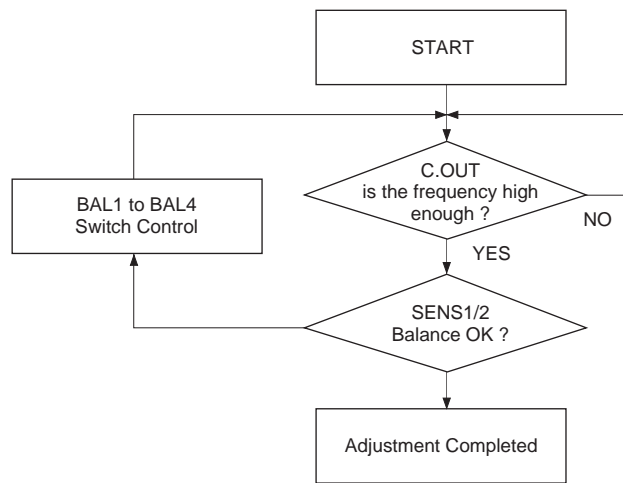 START
C.OUT
is the frequency high
enough ?
NO
YES
BAL1 to BAL4
Switch Control
SENS1/2
Balance OK ?
Adjustment Completed